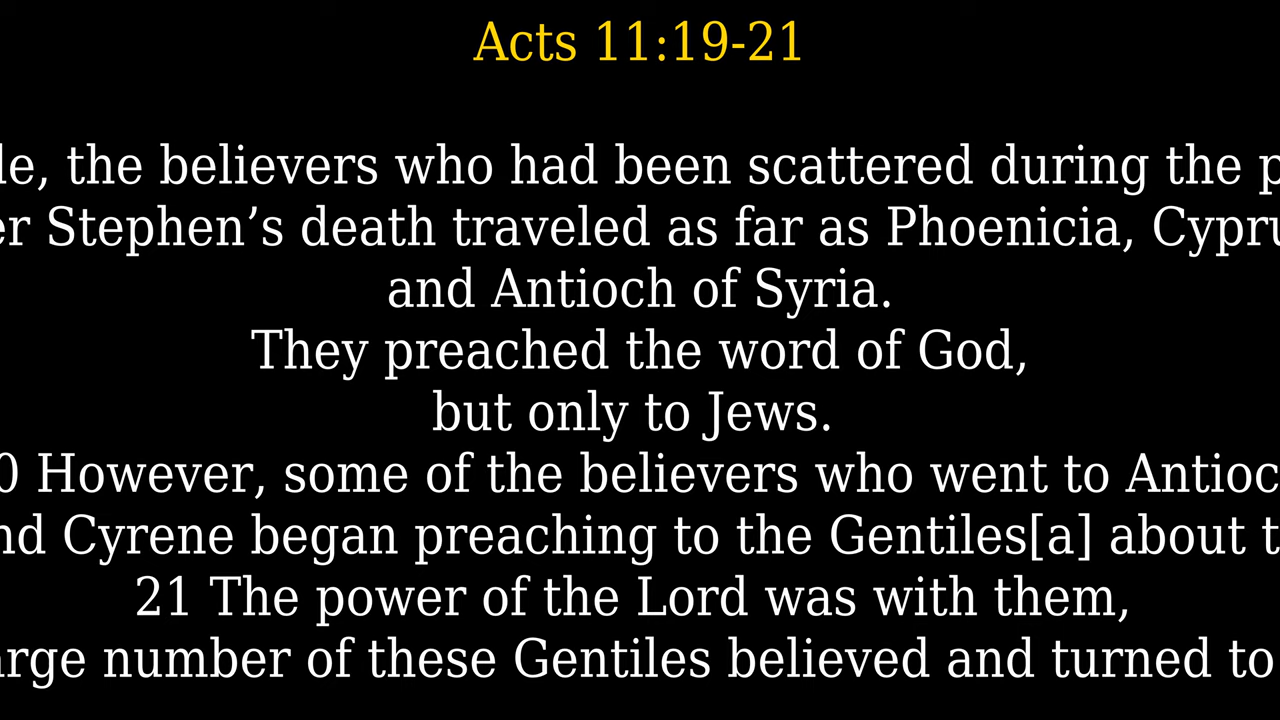 Acts 11:19-21
le, the believers who had been scattered during the p
er Stephen’s death traveled as far as Phoenicia, Cypru
and Antioch of Syria.
They preached the word of God,
but only to Jews.
0 However, some of the believers who went to Antioc
nd Cyrene began preaching to the Gentiles[a] about t
21 The power of the Lord was with them,
arge number of these Gentiles believed and turned to